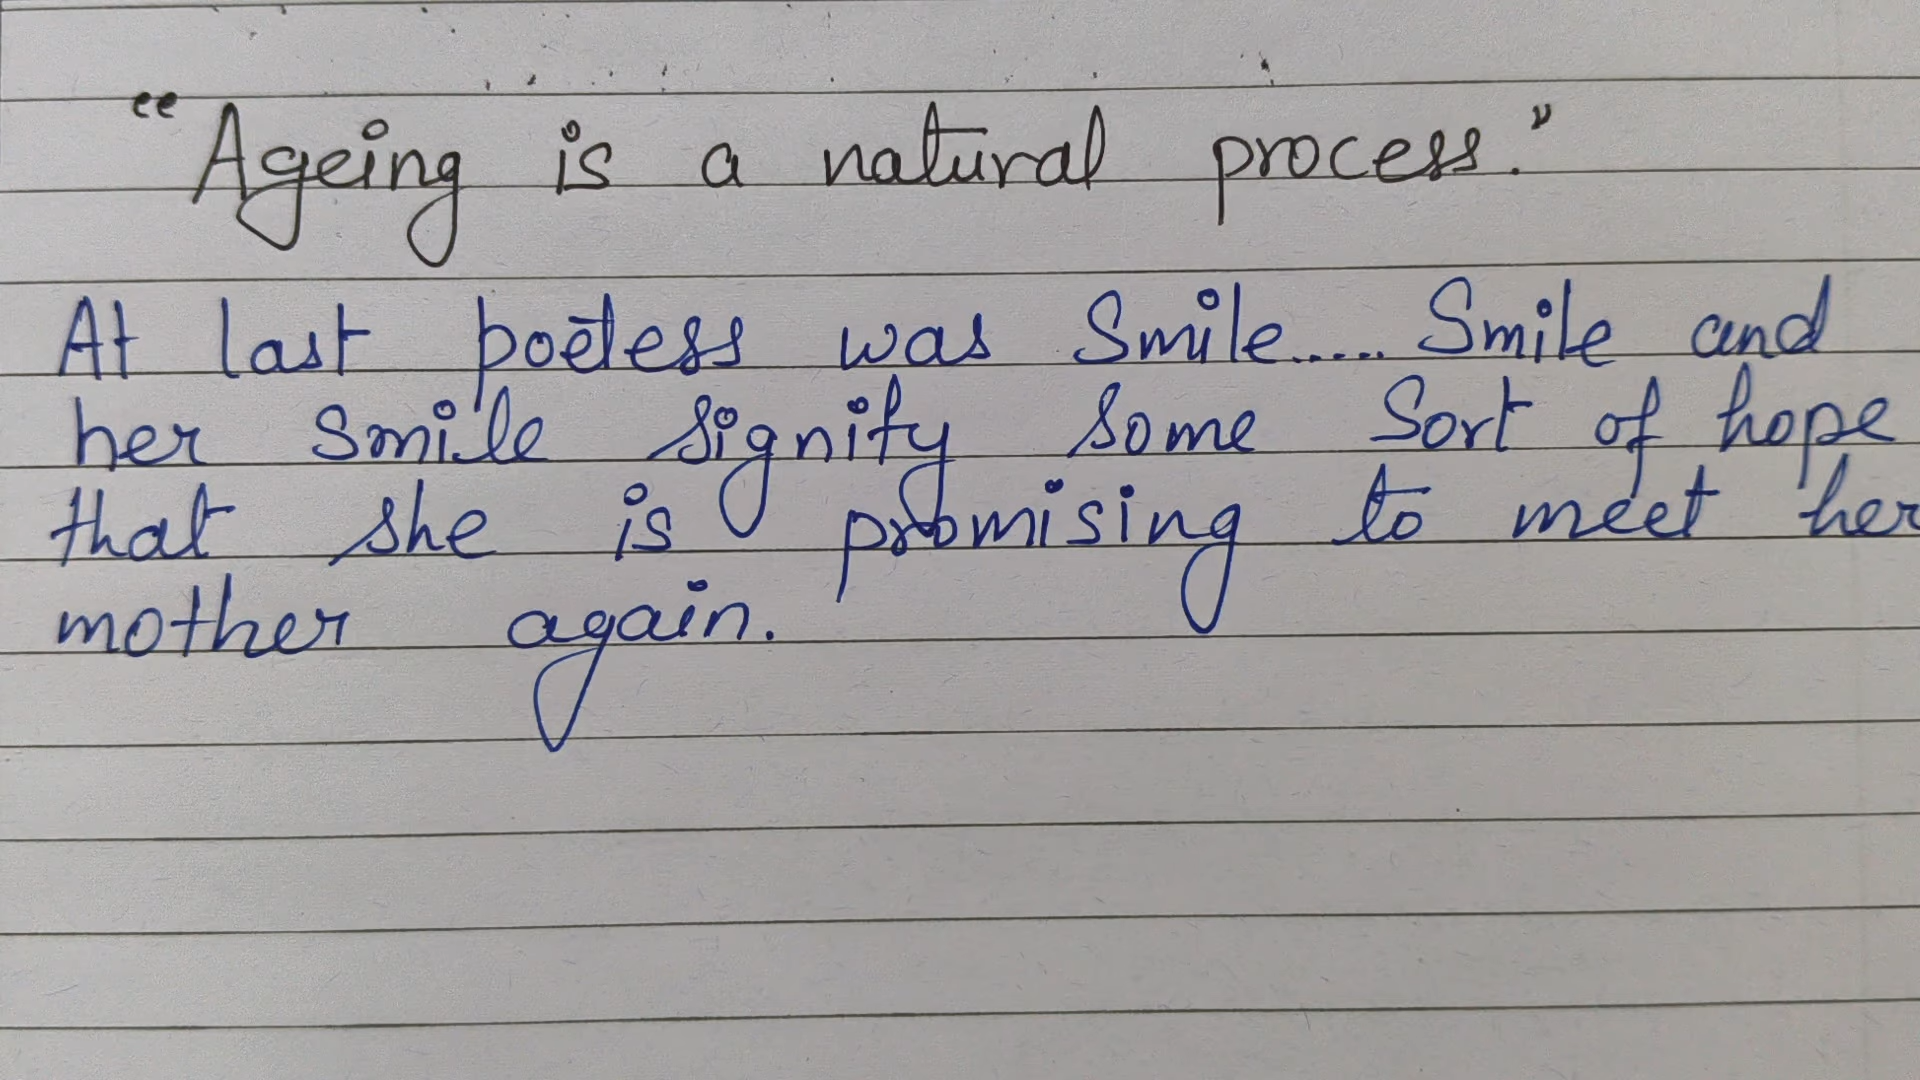 "Ageing is a natural process."
At last poetess was Smile..... Smile and
her smile signify some Sort of hope
that she is promising to meet her
mother again.